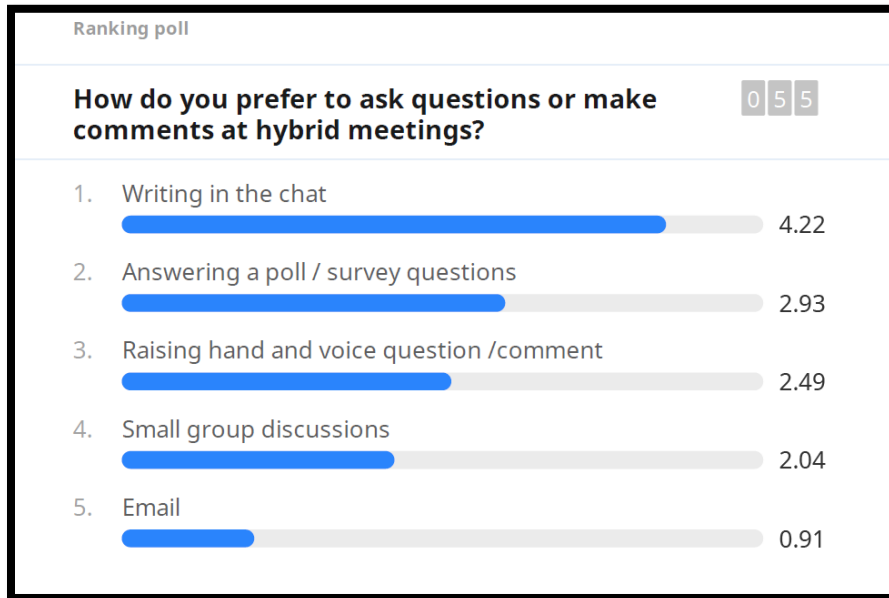 Ranking poll
How do you prefer to ask questions or make
comments at hybrid meetings?
055
1. Writing in the chat
4.22
2. Answering a poll / survey questions
2.93
3. Raising hand and voice question /comment
2.49
4. Small group discussions
2.04
5. Email
0.91